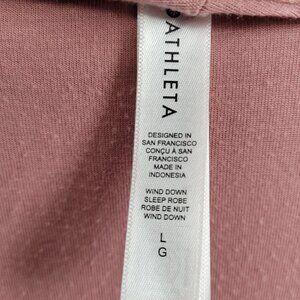 ATHLETA
DESIGNED IN
SAN FRANCISCO
CONÇU À SAN
FRANCISCO
MADE IN
INDONESIA
WIND DOWN
SLEEP ROBE
ROBE DE NUIT
WIND DOWN
L
G